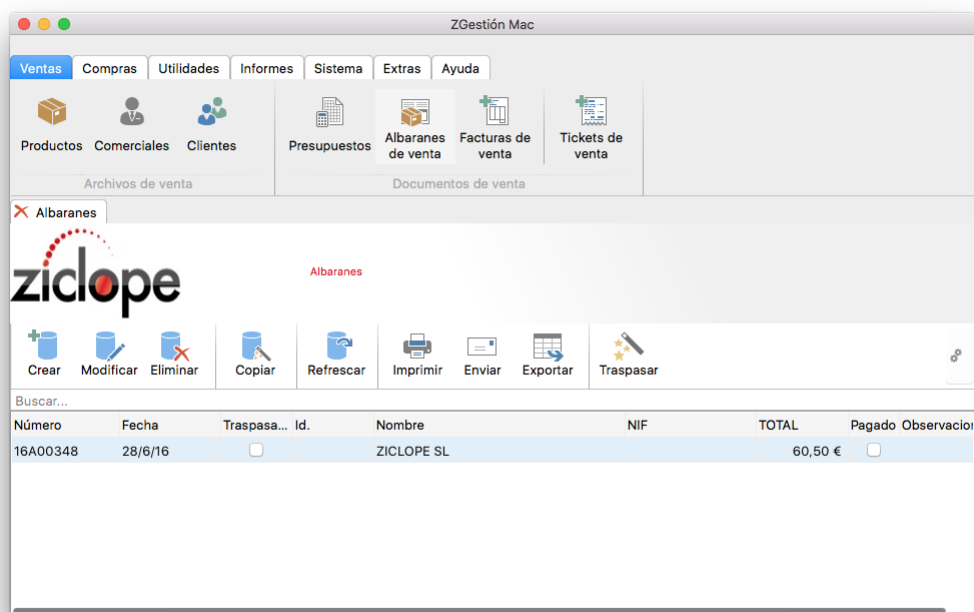 ZGestión Mac
Ventas Compras Utilidades Informes Sistema Extras Ayuda
Productos Comerciales Clientes Presupuestos Albaranes de venta Facturas de venta Tickets de venta
Archivos de venta Documentos de venta
Albaranes
ziclope
Albaranes
Crear Modificar Eliminar Copiar Refrescar Imprimir Enviar Exportar Traspasar
Buscar...
Número Fecha Traspasa... Id. Nombre NIF TOTAL Pagado Observacion
16A00348 28/6/16 ZICLOPE SL 60,50 €